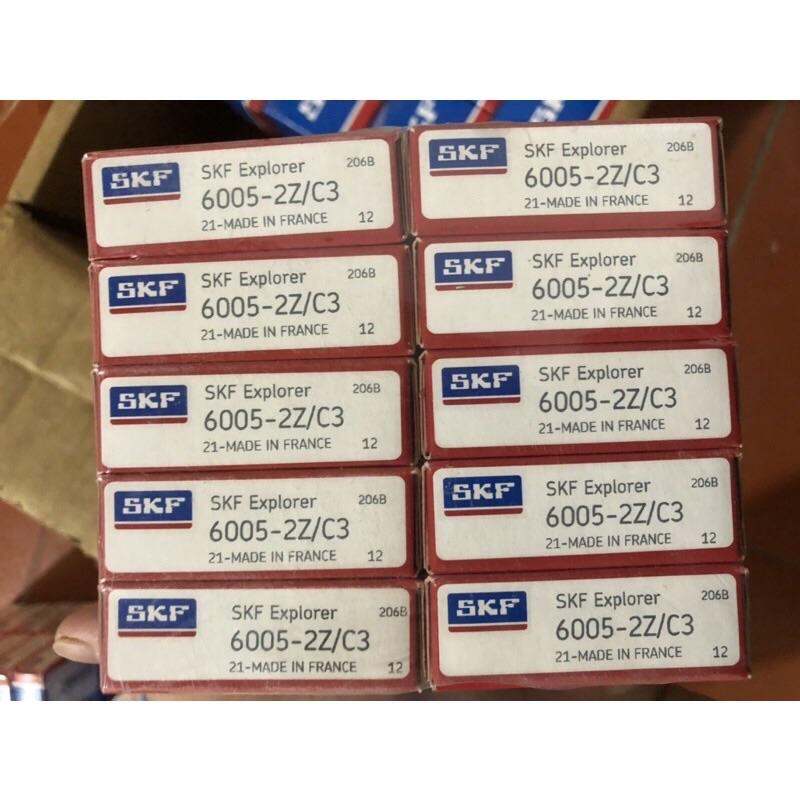 SKF SKF Explorer 206B
6005-2Z/C3
21-MADE IN FRANCE 12
SKF SKF Explorer 206B
6005-2Z/C3
21-MADE IN FRANCE 12
SKF SKF Explorer 206B
6005-2Z/C3
21-MADE IN FRANCE 12
SKF SKF Explorer 206B
6005-2Z/C3
21-MADE IN FRANCE 12
SKF SKF Explorer 206B
6005-2Z/C3
21-MADE IN FRANCE 12
SKF SKF Explorer 206B
6005-2Z/C3
21-MADE IN FRANCE 12
SKF SKF Explorer 206B
6005-2Z/C3
21-MADE IN FRANCE 12
SKF SKF Explorer 206B
6005-2Z/C3
21-MADE IN FRANCE 12
SKF SKF Explorer 206B
6005-2Z/C3
21-MADE IN FRANCE 12
SKF SKF Explorer 206B
6005-2Z/C3
21-MADE IN FRANCE 12